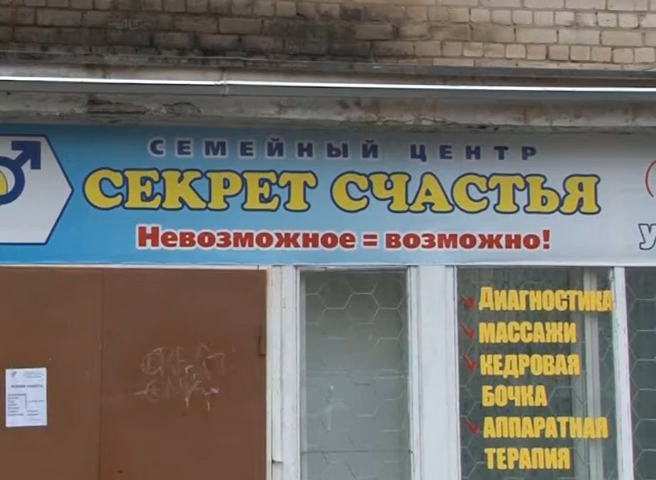 СЕМЕЙНЫЙ ЦЕНТР
СЕКРЕТ СЧАСТЬЯ
Невозможное = возможно!
ДИАГНОСТИКА
МАССАЖИ
КЕДРОВАЯ
БОЧКА
АППАРАТНАЯ
ТЕРАПИЯ